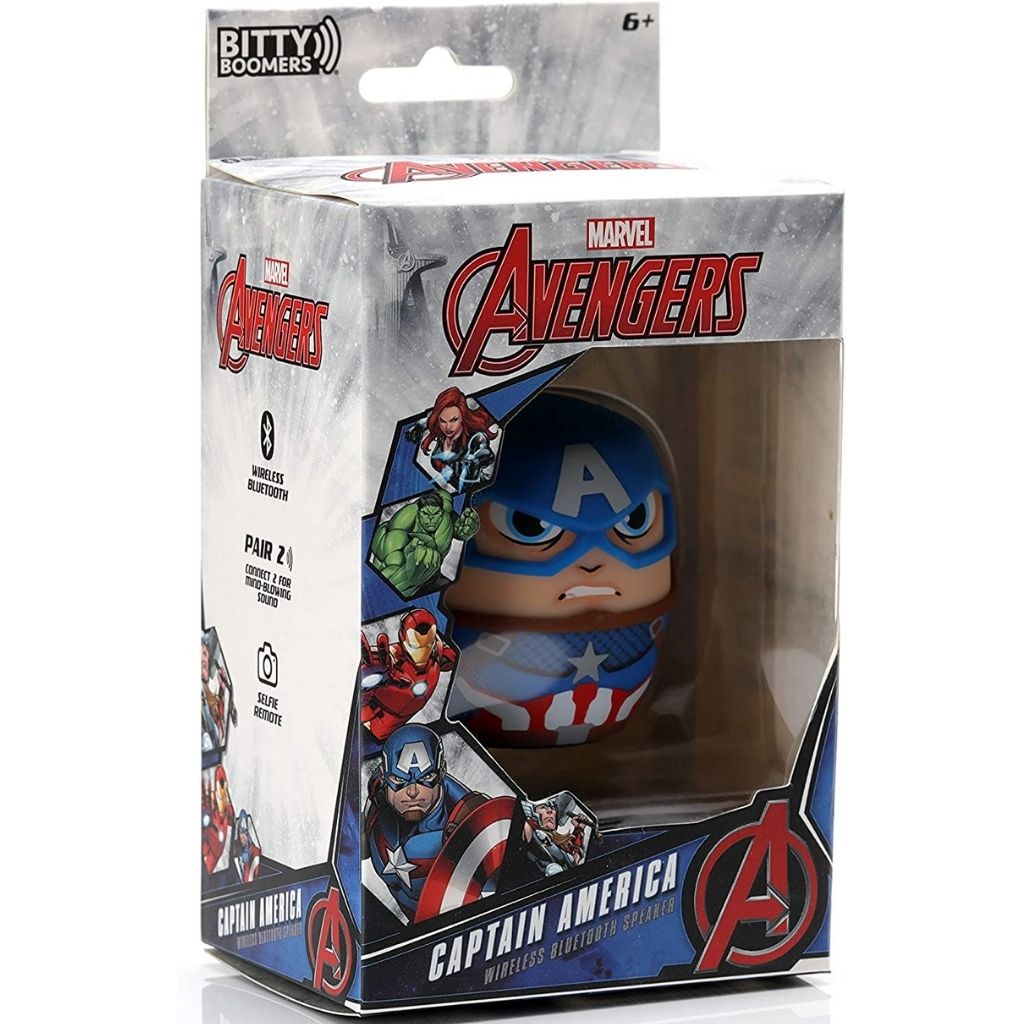 BITTY
BOOMERS
6+
AVENGERS
MARVEL
AVENGERS
MARVEL
AVENGERS
WIRELESS
BLUETOOTH
PAIR 2
CONNECT 2 FOR
MIND-BLOWING
SOUND
SELFIE
REMOTE
CAPTAIN AMERICA
WIRELESS BLUETOOTH SPEAKER
A
A
A
CAPTAIN AMERICA
WIRELESS BLUETOOTH SPEAKER
A